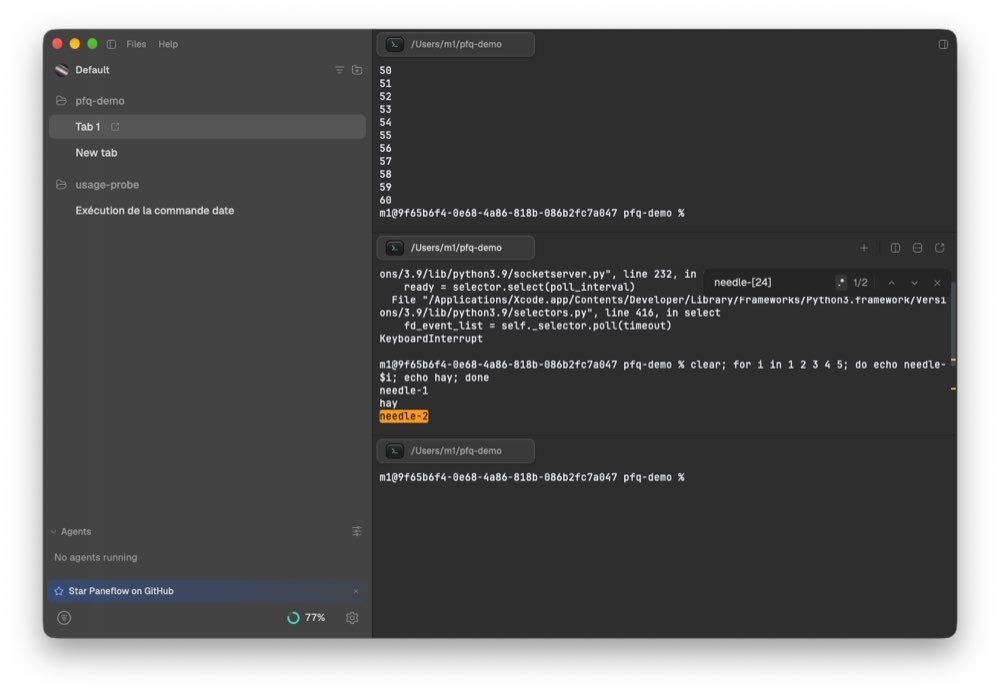 Files Help
Default
pfq-demo
Tab 1
New tab
usage-probe
Exécution de la commande date
Agents
No agents running
Star Paneflow on GitHub
77%
/Users/m1/pfq-demo
50
51
52
53
54
55
56
57
58
59
60
m1@9f65b6f4-0e68-4a86-818b-086b2fc7a047 pfq-demo %
/Users/m1/pfq-demo
needle-[24] .* 1/2
ons/3.9/lib/python3.9/socketserver.py", line 232, in
ready = selector.select(poll_interval)
File "/Applications/Xcode.app/Contents/Developer/Library/Frameworks/Python3.framework/Versi
ons/3.9/lib/python3.9/selectors.py", line 416, in select
fd_event_list = self._selector.poll(timeout)
KeyboardInterrupt
m1@9f65b6f4-0e68-4a86-818b-086b2fc7a047 pfq-demo % clear; for i in 1 2 3 4 5; do echo needle-
$i; echo hay; done
needle-1
hay
needle-2
/Users/m1/pfq-demo
m1@9f65b6f4-0e68-4a86-818b-086b2fc7a047 pfq-demo %